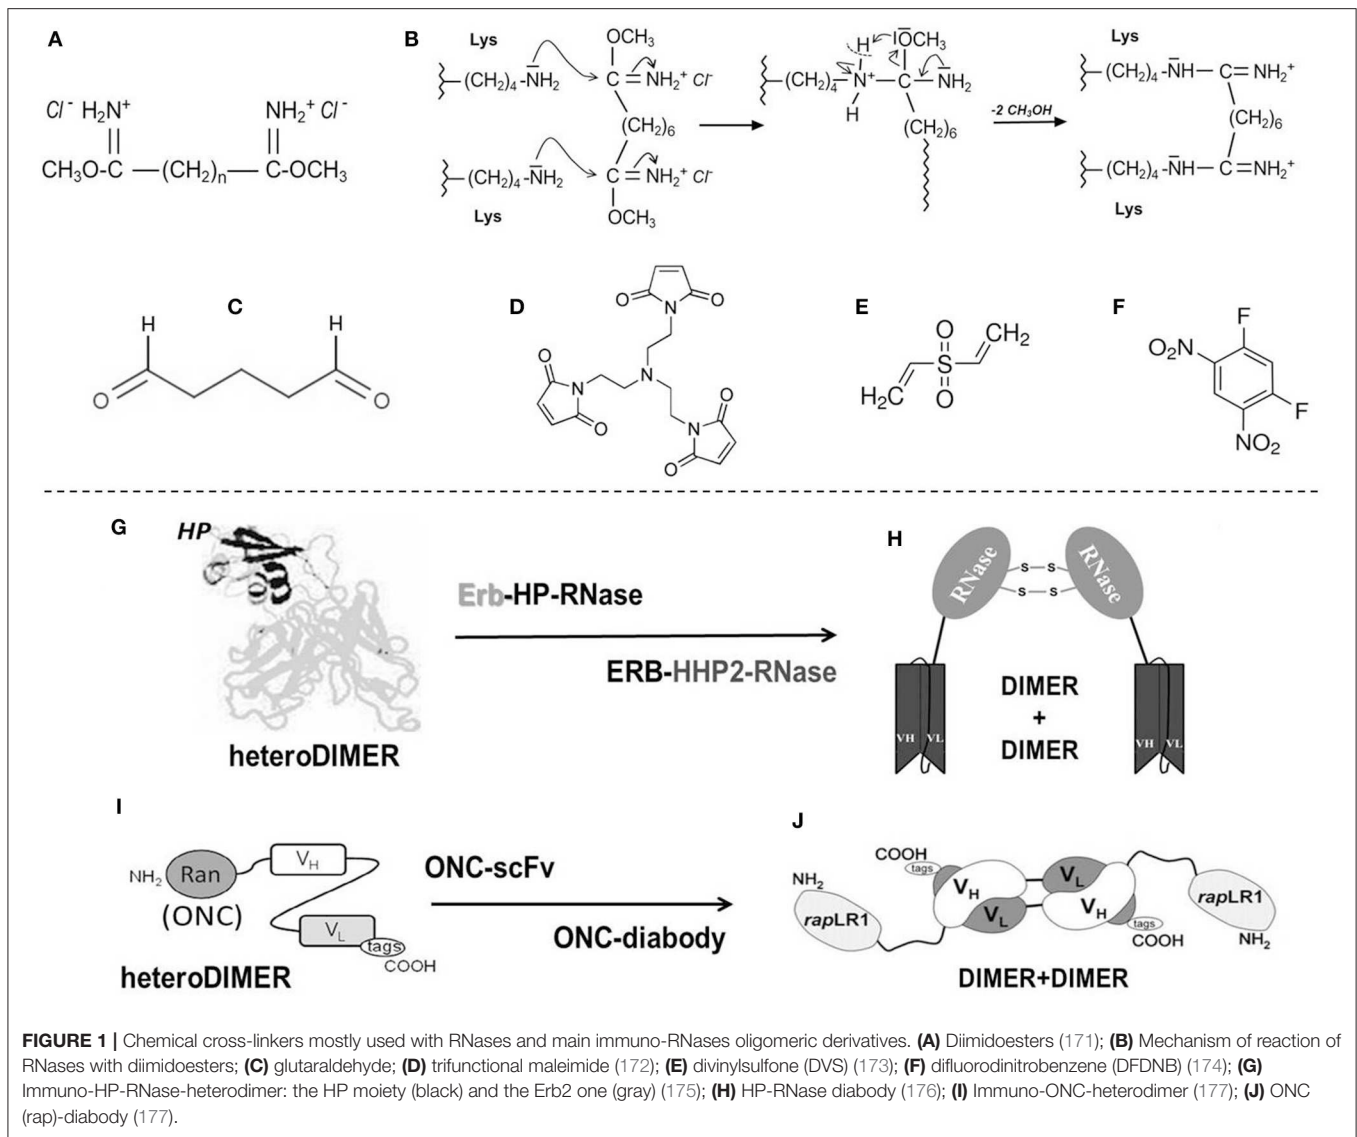 A
Cl⁻ H₂N⁺
NH₂⁺ Cl⁻
CH₃O-C
(CH₂)ₙ
C-OCH₃
B
Lys
(CH₂)₄-NH₂
OCH₃
C=NH₂⁺ Cl⁻
(CH₂)₆
(CH₂)₄-NH₂
C=NH₂⁺ Cl⁻
OCH₃
Lys
H
IOCH₃
(CH₂)₄ N⁺ C NH₂
H
(CH₂)₆
-2 CH₃OH
Lys
(CH₂)₄-NH C=NH₂⁺
(CH₂)₆
(CH₂)₄-NH C=NH₂⁺
Lys
C
H H
O O
D
N
O O
O
N
O
N
O
N
O
E
O
CH₂
S
H₂C
O
F
F
O₂N
F
NO₂
G
HP
heteroDIMER
Erb-HP-RNase
ERB-HHP2-RNase
H
RNase RNase
S S
S S
DIMER
+
DIMER
VH VL
VH VL
I
NH₂ Ran
(ONC)
V_H
V_L
tags
COOH
heteroDIMER
ONC-scFv
ONC-diabody
J
COOH
tags
NH₂
rapLR1
V_H V_L
V_L V_H
tags
COOH
rapLR1
NH₂
DIMER+DIMER
FIGURE 1 | Chemical cross-linkers mostly used with RNases and main immuno-RNases oligomeric derivatives. (A) Diimidoesters (171); (B) Mechanism of reaction of
RNases with diimidoesters; (C) glutaraldehyde; (D) trifunctional maleimide (172); (E) divinylsulfone (DVS) (173); (F) difluorodinitrobenzene (DFDNB) (174); (G)
Immuno-HP-RNase-heterodimer: the HP moiety (black) and the Erb2 one (gray) (175); (H) HP-RNase diabody (176); (I) Immuno-ONC-heterodimer (177); (J) ONC
(rap)-diabody (177).